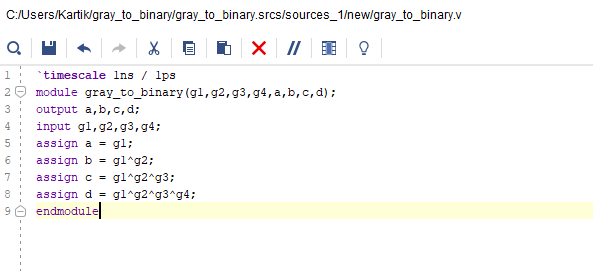 C:/Users/Kartik/gray_to_binary/gray_to_binary.srcs/sources_1/new/gray_to_binary.v
1 `timescale 1ns / 1ps
2 module gray_to_binary(g1,g2,g3,g4,a,b,c,d);
3 output a,b,c,d;
4 input g1,g2,g3,g4;
5 assign a = g1;
6 assign b = g1^g2;
7 assign c = g1^g2^g3;
8 assign d = g1^g2^g3^g4;
9 endmodule